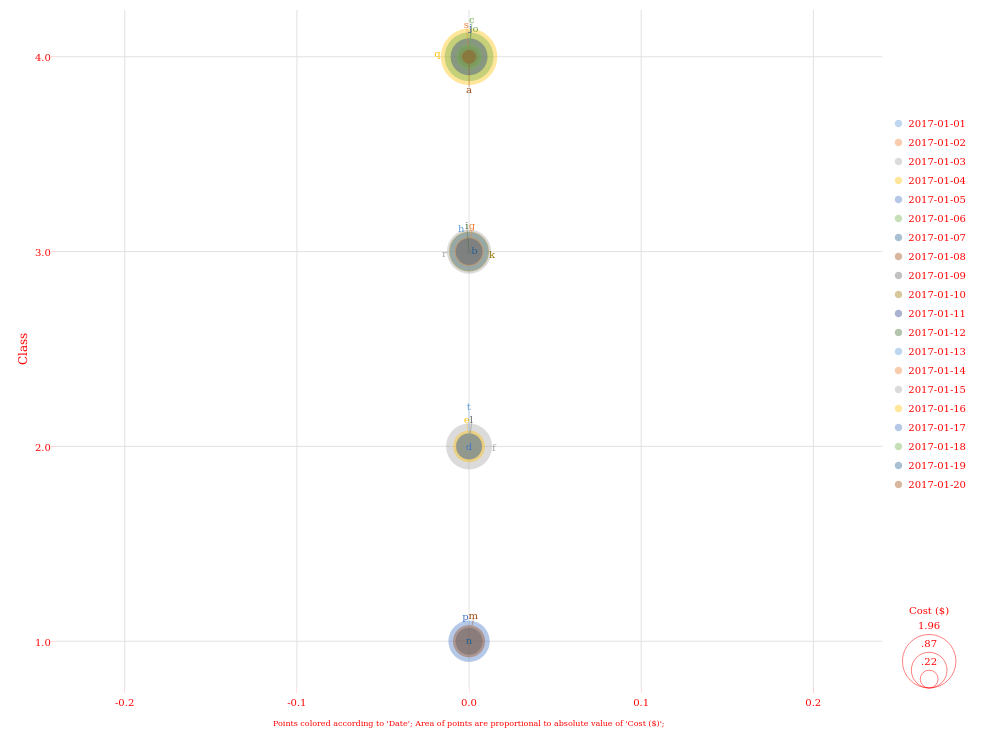 c
s
jo
4.0
q
a
2017-01-01
2017-01-02
2017-01-03
2017-01-04
2017-01-05
2017-01-06
2017-01-07
2017-01-08
2017-01-09
2017-01-10
2017-01-11
2017-01-12
2017-01-13
2017-01-14
2017-01-15
2017-01-16
2017-01-17
2017-01-18
2017-01-19
2017-01-20
h
i
g
3.0
r
b
k
Class
t
e
l
2.0
d
f
Cost ($)
1.96
.87
.22
p
m
1.0
n
-0.2
-0.1
0.0
0.1
0.2
Points colored according to 'Date'; Area of points are proportional to absolute value of 'Cost ($)';